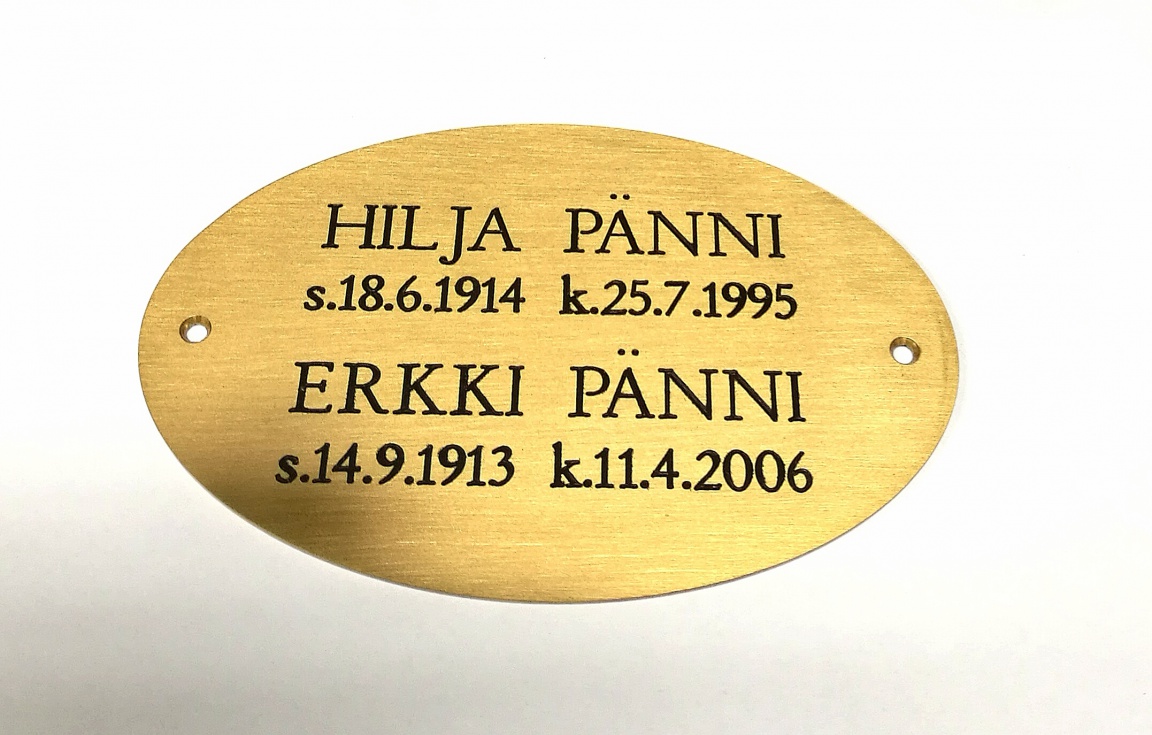 HILJA PÄNNI
s.18.6.1914 k.25.7.1995
ERKKI PÄNNI
s.14.9.1913 k.11.4.2006